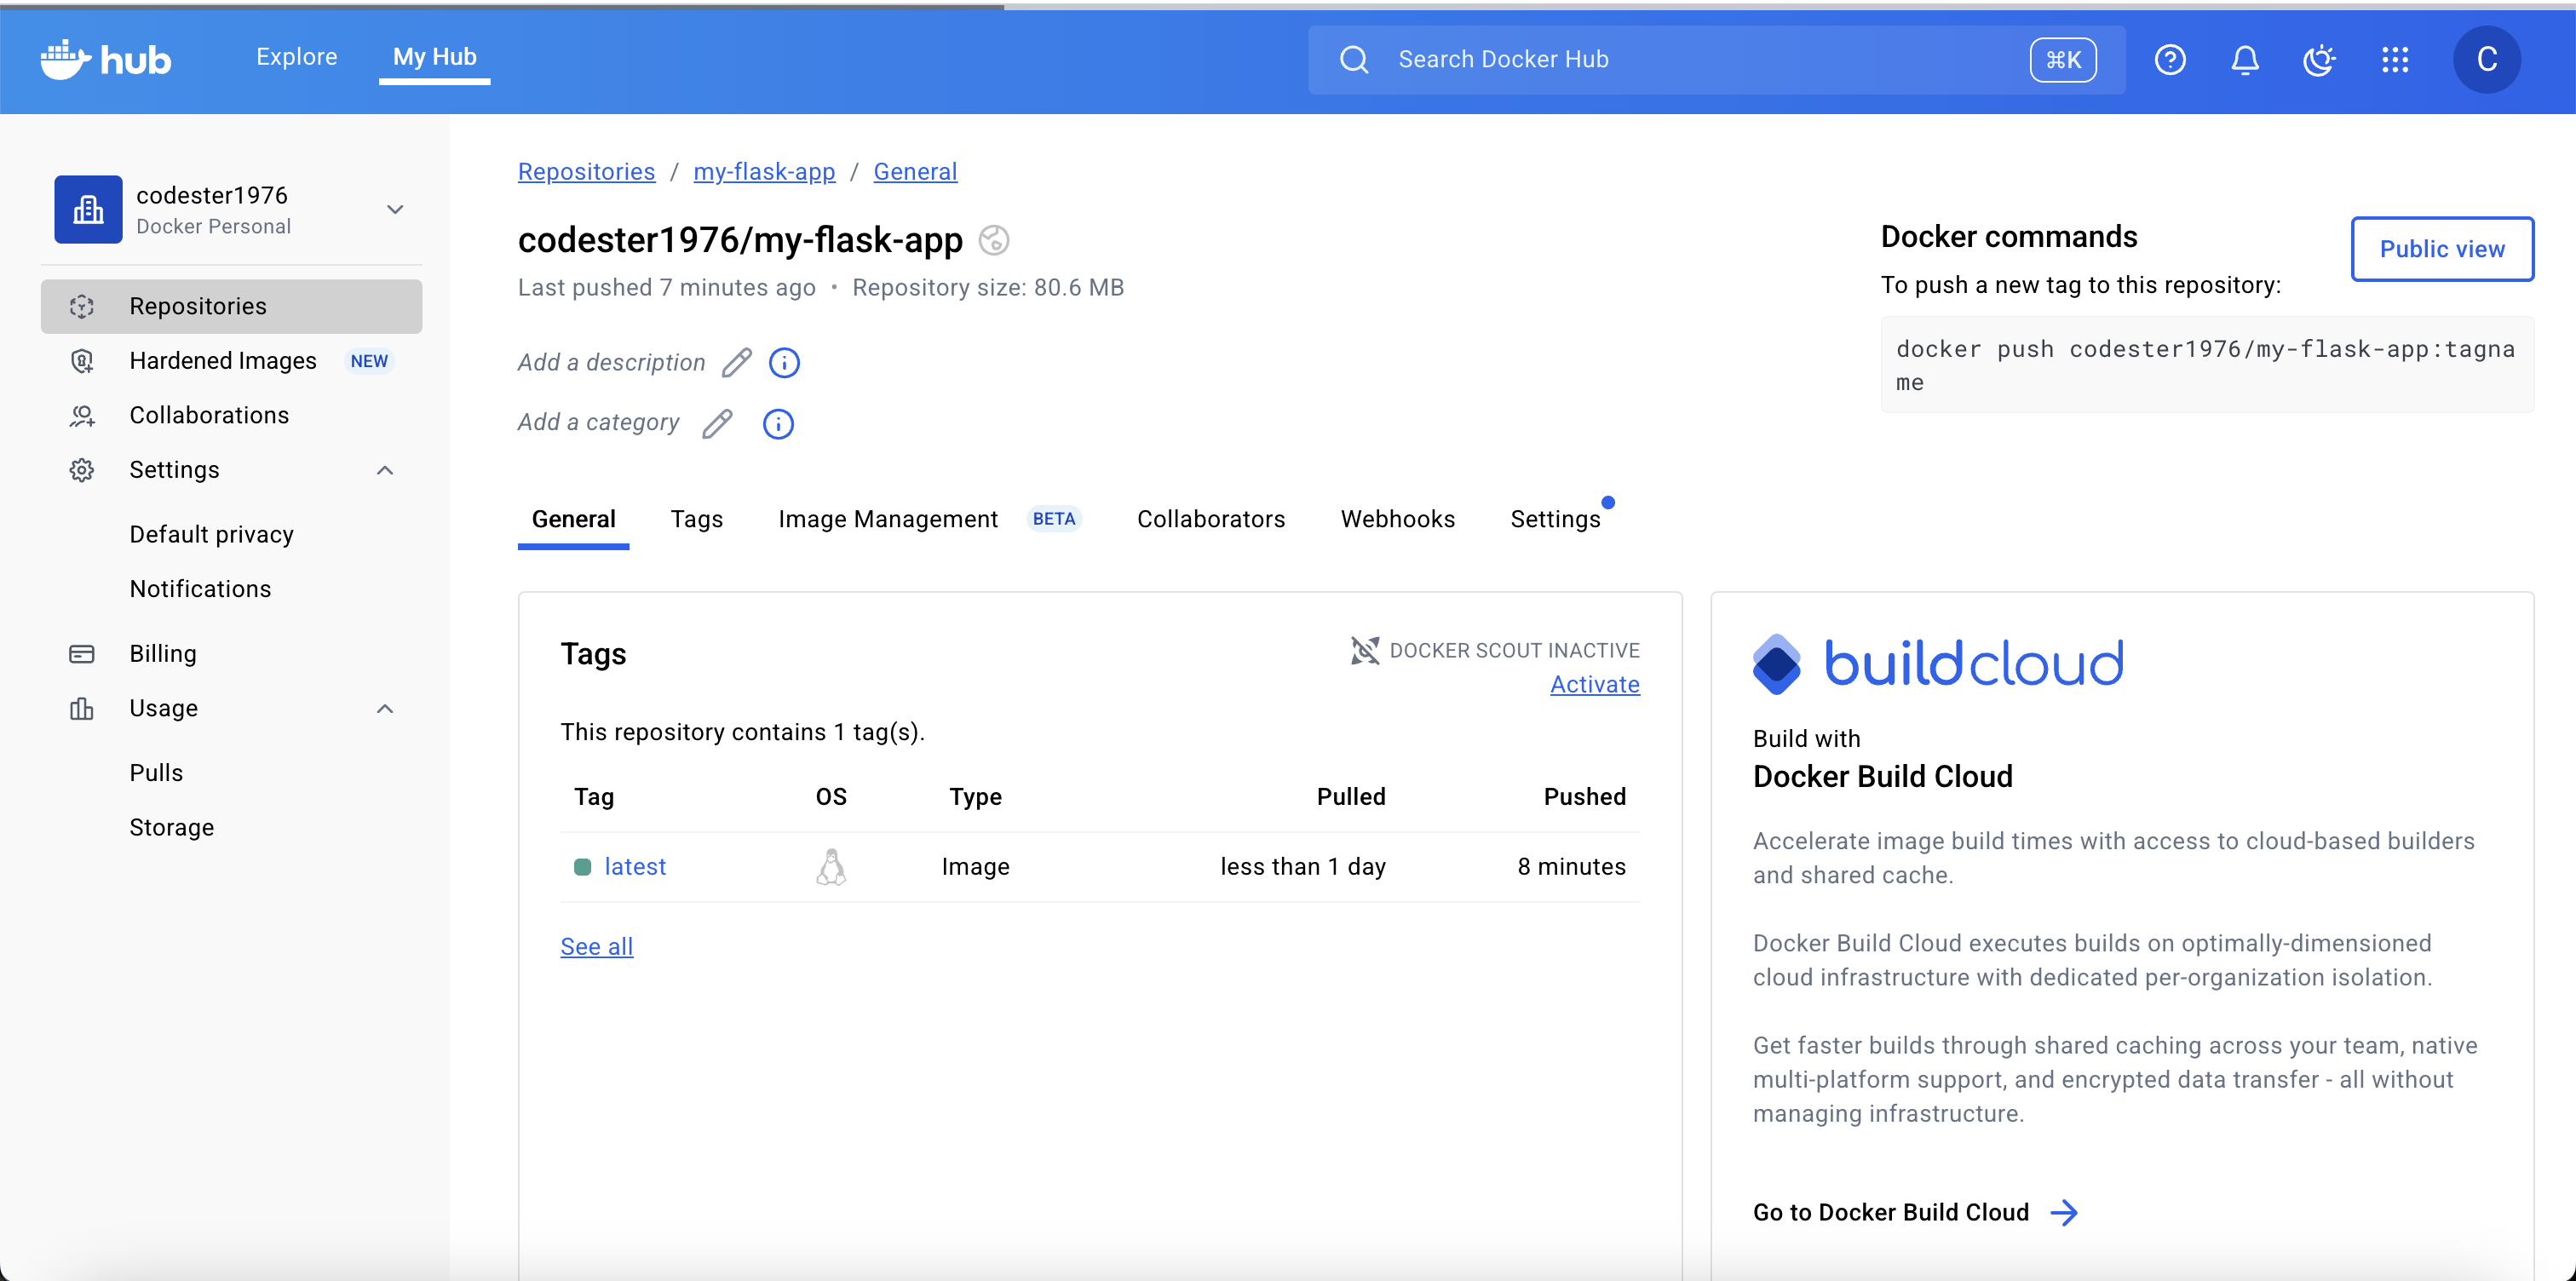 hub
Explore
My Hub
Search Docker Hub
⌘K
C
codester1976
Docker Personal
Repositories
Hardened Images NEW
Collaborations
Settings
Default privacy
Notifications
Billing
Usage
Pulls
Storage
Repositories / my-flask-app / General
codester1976/my-flask-app
Last pushed 7 minutes ago • Repository size: 80.6 MB
Add a description
Add a category
Docker commands
To push a new tag to this repository:
Public view
docker push codester1976/my-flask-app:tagna
me
General
Tags
Image Management BETA
Collaborators
Webhooks
Settings
Tags
DOCKER SCOUT INACTIVE
Activate
This repository contains 1 tag(s).
Tag OS Type Pulled Pushed
latest Image less than 1 day 8 minutes
See all
buildcloud
Build with
Docker Build Cloud
Accelerate image build times with access to cloud-based builders
and shared cache.
Docker Build Cloud executes builds on optimally-dimensioned
cloud infrastructure with dedicated per-organization isolation.
Get faster builds through shared caching across your team, native
multi-platform support, and encrypted data transfer - all without
managing infrastructure.
Go to Docker Build Cloud